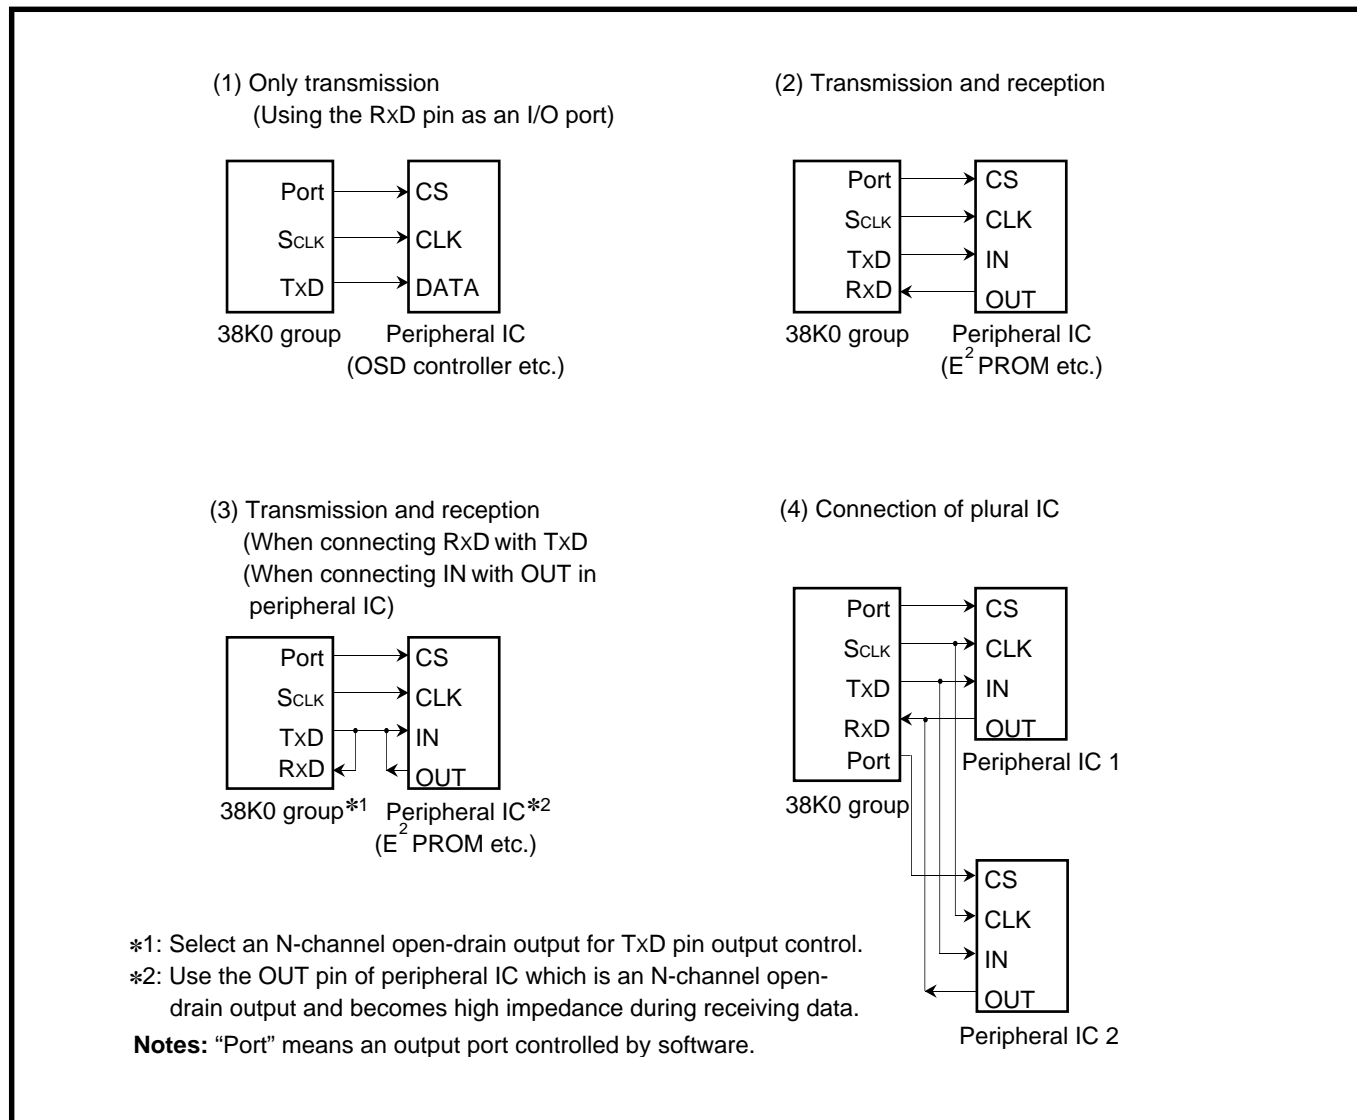 (1) Only transmission
(Using the RxD pin as an I/O port)
Port
CS
SCLK
CLK
TxD
DATA
38K0 group
Peripheral IC
(OSD controller etc.)
(2) Transmission and reception
Port
CS
SCLK
CLK
TxD
IN
RxD
OUT
38K0 group
Peripheral IC
(E2 PROM etc.)
(3) Transmission and reception
(When connecting RxD with TxD
(When connecting IN with OUT in
peripheral IC)
Port
CS
SCLK
CLK
TxD
IN
RxD
OUT
38K0 group✻1
Peripheral IC✻2
(E2 PROM etc.)
(4) Connection of plural IC
Port
CS
SCLK
CLK
TxD
IN
RxD
OUT
Port
Peripheral IC 1
38K0 group
CS
CLK
IN
OUT
Peripheral IC 2
✻1: Select an N-channel open-drain output for TxD pin output control.
✻2: Use the OUT pin of peripheral IC which is an N-channel open-
drain output and becomes high impedance during receiving data.
Notes: “Port” means an output port controlled by software.